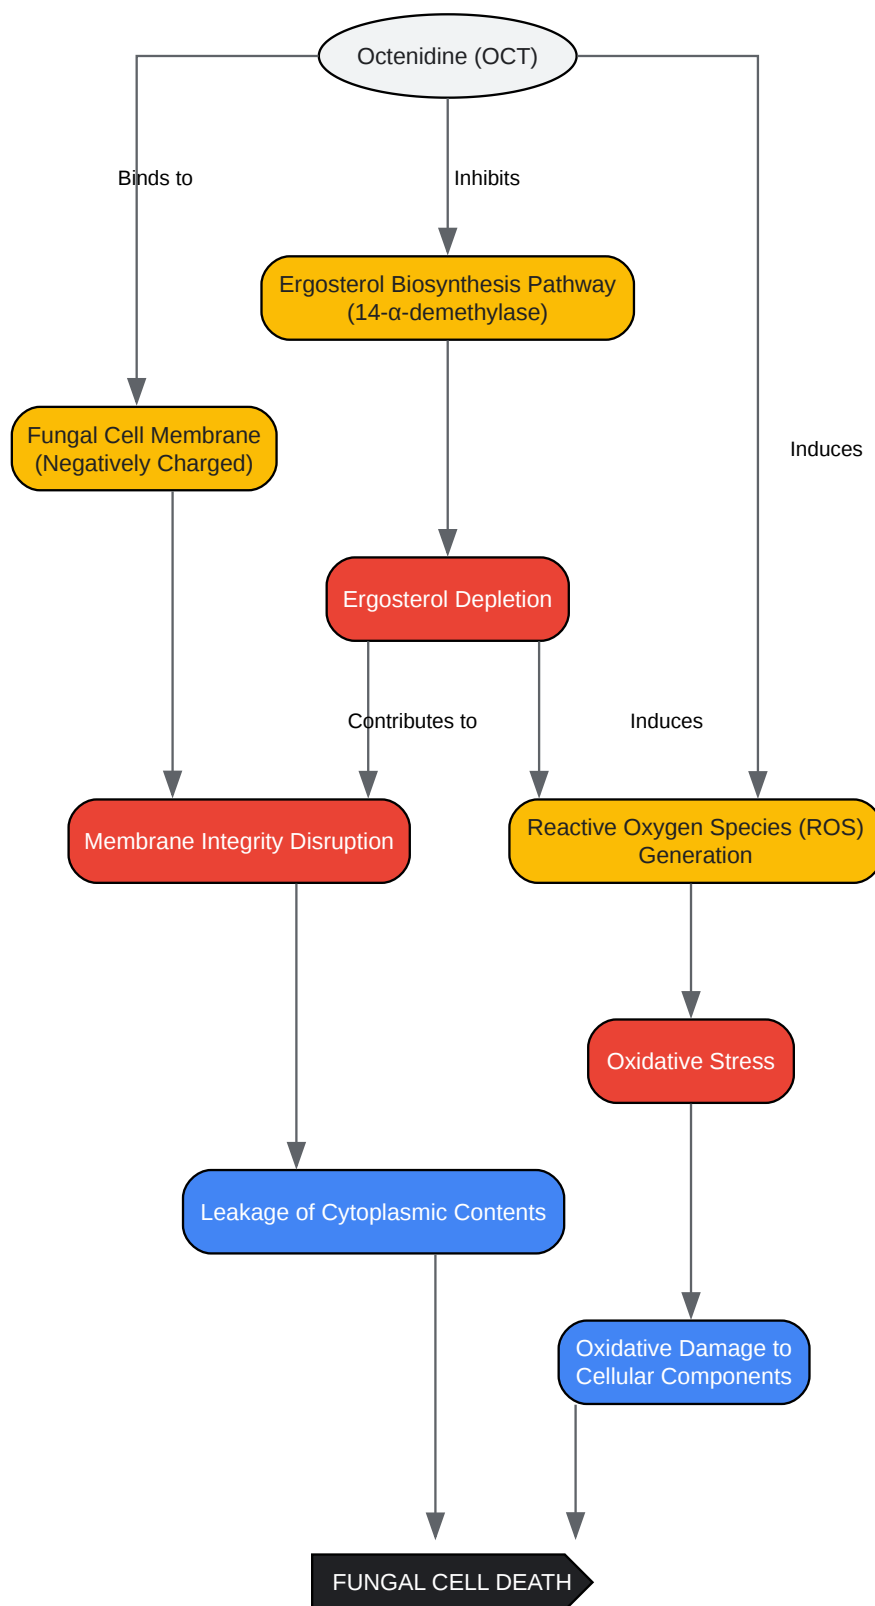 Octenidine (OCT)
Binds to
Inhibits
Ergosterol Biosynthesis Pathway
(14-α-demethylase)
Fungal Cell Membrane
(Negatively Charged)
Induces
Ergosterol Depletion
Contributes to
Induces
Membrane Integrity Disruption
Reactive Oxygen Species (ROS)
Generation
Oxidative Stress
Leakage of Cytoplasmic Contents
Oxidative Damage to
Cellular Components
FUNGAL CELL DEATH